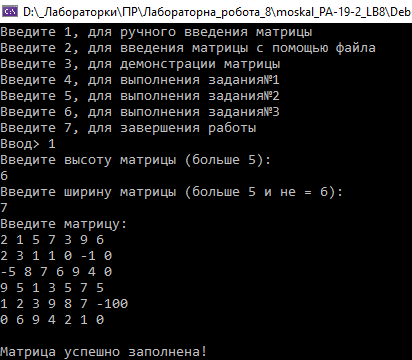 D:\_Лабораторки\ПР\Лабораторна_робота_8\moskal_PA-19-2_LB8\Deb
Введите 1, для ручного введения матрицы
Введите 2, для введения матрицы с помощью файла
Введите 3, для демонстрации матрицы
Введите 4, для выполнения задания№1
Введите 5, для выполнения задания№2
Введите 6, для выполнения задания№3
Введите 7, для завершения работы
Ввод> 1
Введите высоту матрицы (больше 5):
6
Введите ширину матрицы (больше 5 и не = 6):
7
Введите матрицу:
2 1 5 7 3 9 6
2 3 1 1 0 -1 0
-5 8 7 6 9 4 0
9 5 1 3 5 7 5
1 2 3 9 8 7 -100
0 6 9 4 2 1 0
Матрица успешно заполнена!